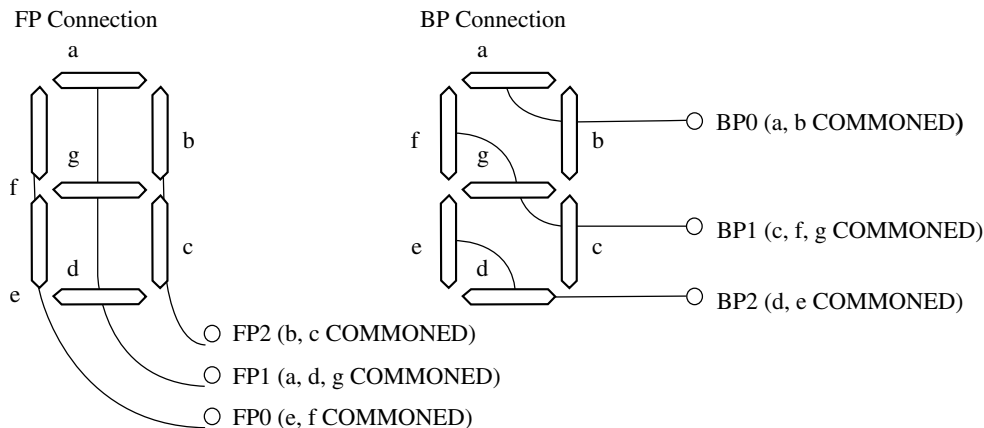 FP Connection
a
b
g
f
c
d
e
FP2 (b, c COMMONED)
FP1 (a, d, g COMMONED)
FP0 (e, f COMMONED)
BP Connection
a
BP0 (a, b COMMONED)
f
b
g
BP1 (c, f, g COMMONED)
e
c
d
BP2 (d, e COMMONED)